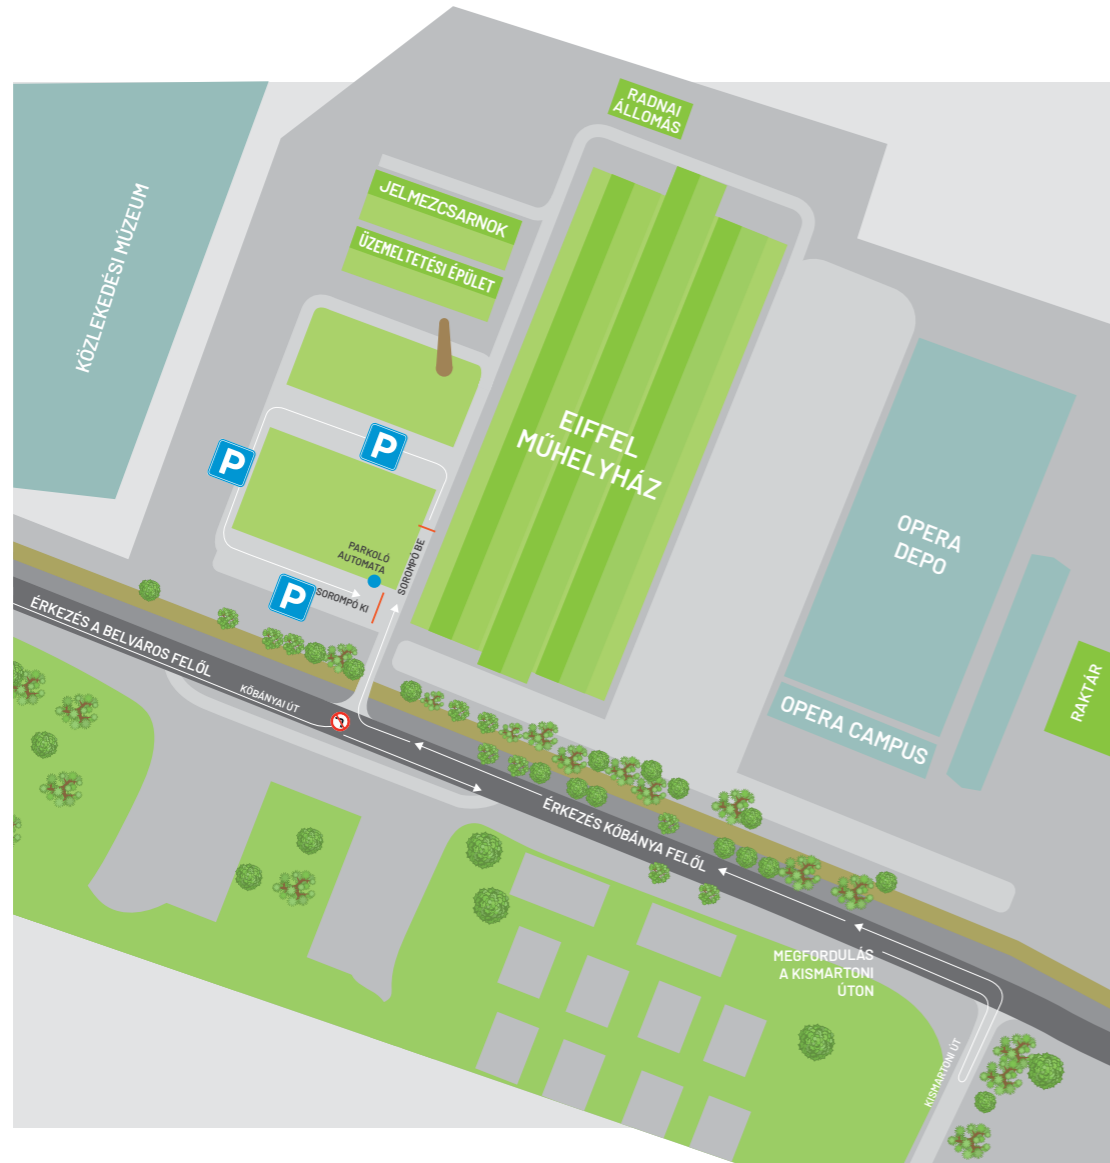 RADNAI
ÁLLOMÁS
JELMEZCSARNOK
ÜZEMELTETÉSI ÉPÜLET
KÖZLEKEDÉSI MÚZEUM
EIFFEL
MŰHELYHÁZ
P
P
P
PARKOLÓ
AUTOMATA
SOROMPÓ BE
SOROMPÓ KI
OPERA
DEPO
OPERA CAMPUS
RAKTÁR
ÉRKEZÉS A BELVÁROS FELŐL
KŐBÁNYAI ÚT
ÉRKEZÉS KŐBÁNYA FELŐL
MEGFORDULÁS
A KISMARTONI
ÚTON
KISMARTONI ÚT